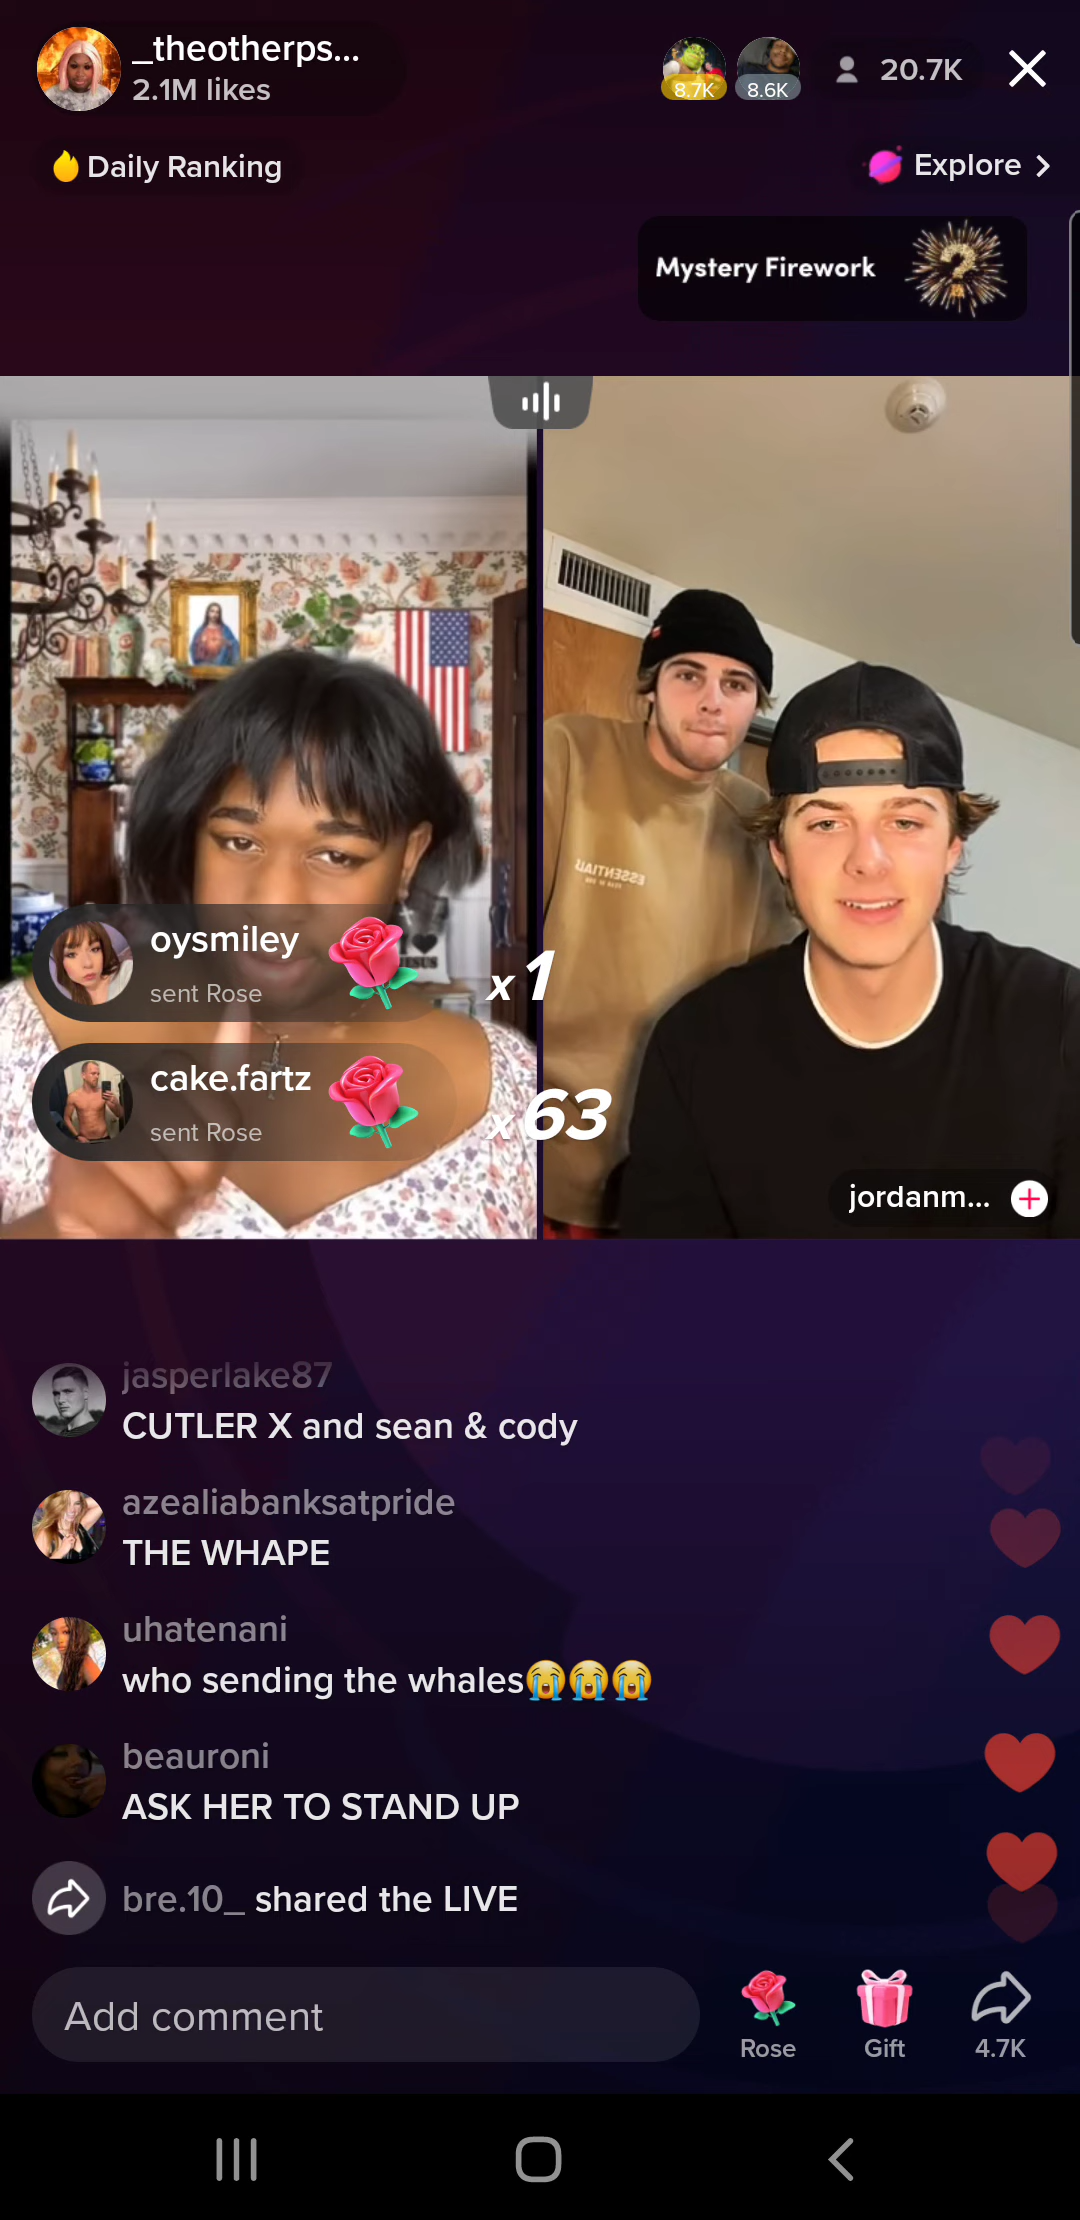 _theotherps...
2.1M likes
8.7K
8.6K
20.7K
Daily Ranking
Explore
Mystery Firework
ESSENTIALS
oysmiley
sent Rose
x1
JESUS
cake.fartz
sent Rose
x63
jordanm...
jasperlake87
CUTLER X and sean & cody
azealiabanksatpride
THE WHAPE
uhatenani
who sending the whales😭😭😭
beauroni
ASK HER TO STAND UP
bre.10_ shared the LIVE
Add comment
Rose
Gift
4.7K